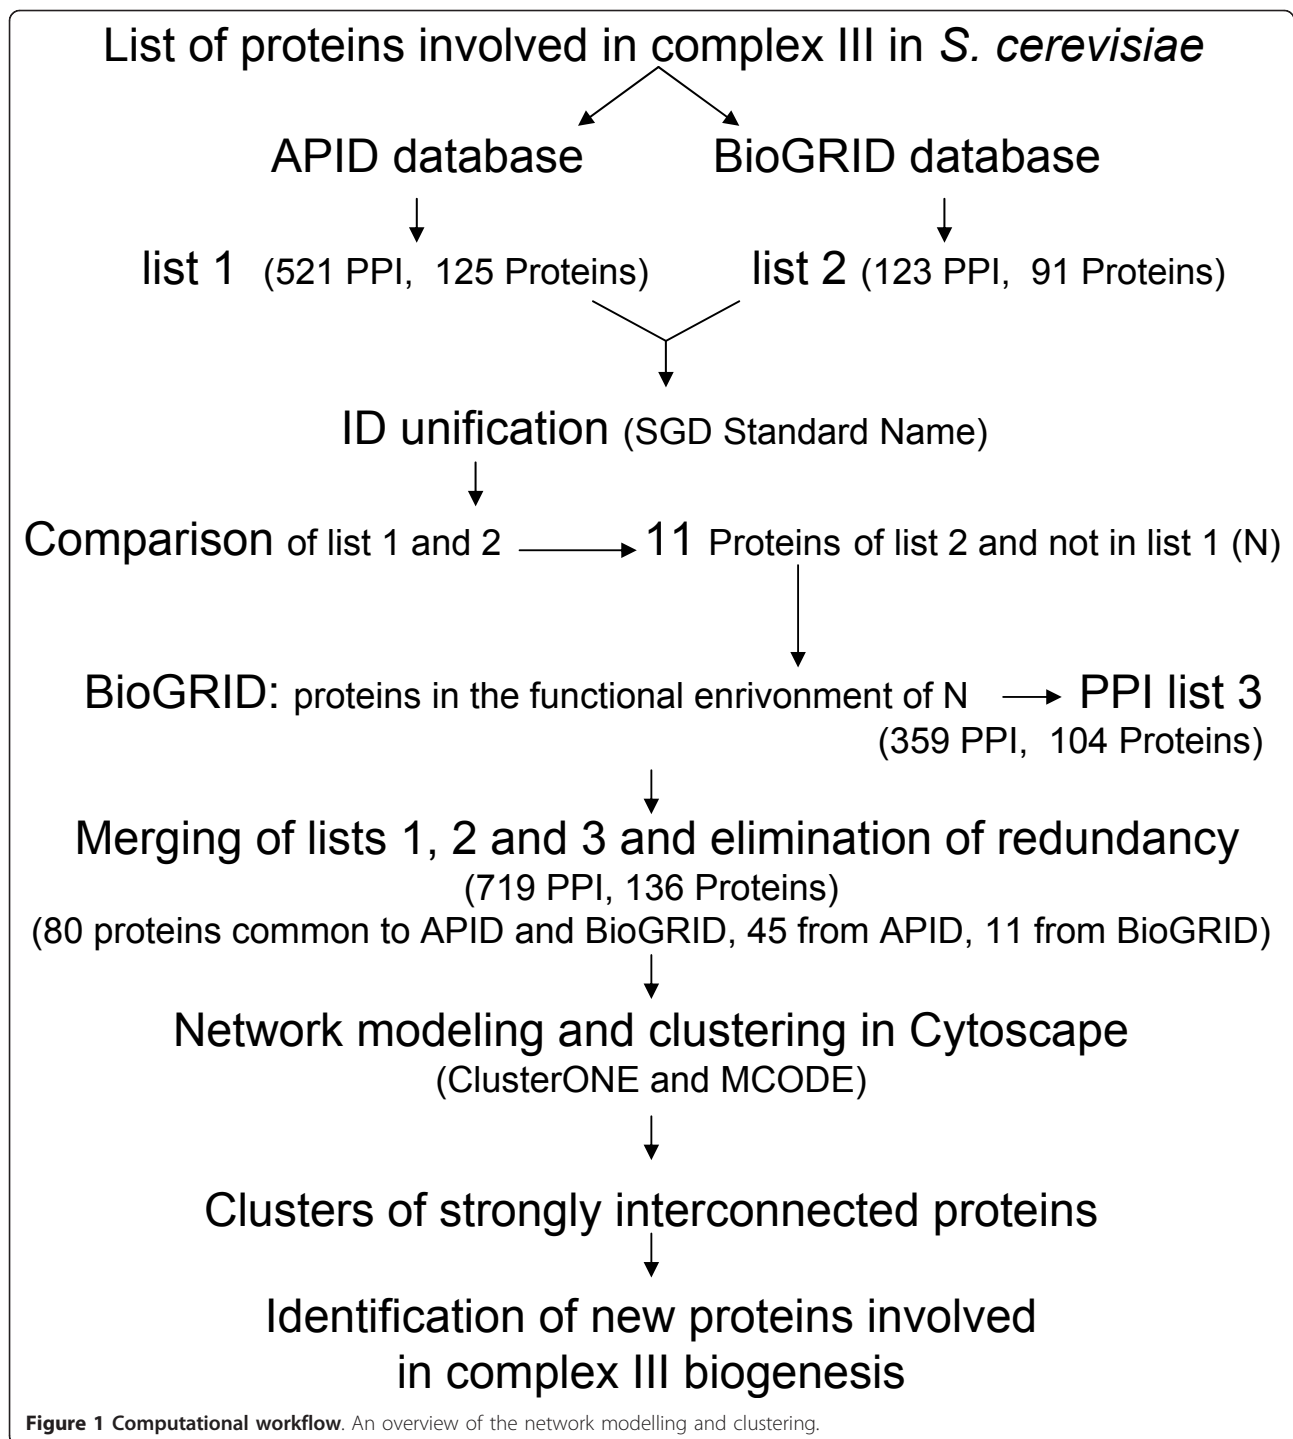 List of proteins involved in complex III in S. cerevisiae
APID database
BioGRID database
list 1 (521 PPI, 125 Proteins)
list 2 (123 PPI, 91 Proteins)
ID unification (SGD Standard Name)
Comparison of list 1 and 2
11 Proteins of list 2 and not in list 1 (N)
BioGRID: proteins in the functional enrivonment of N
PPI list 3
(359 PPI, 104 Proteins)
Merging of lists 1, 2 and 3 and elimination of redundancy
(719 PPI, 136 Proteins)
(80 proteins common to APID and BioGRID, 45 from APID, 11 from BioGRID)
Network modeling and clustering in Cytoscape
(ClusterONE and MCODE)
Clusters of strongly interconnected proteins
Identification of new proteins involved
in complex III biogenesis
Figure 1 Computational workflow. An overview of the network modelling and clustering.